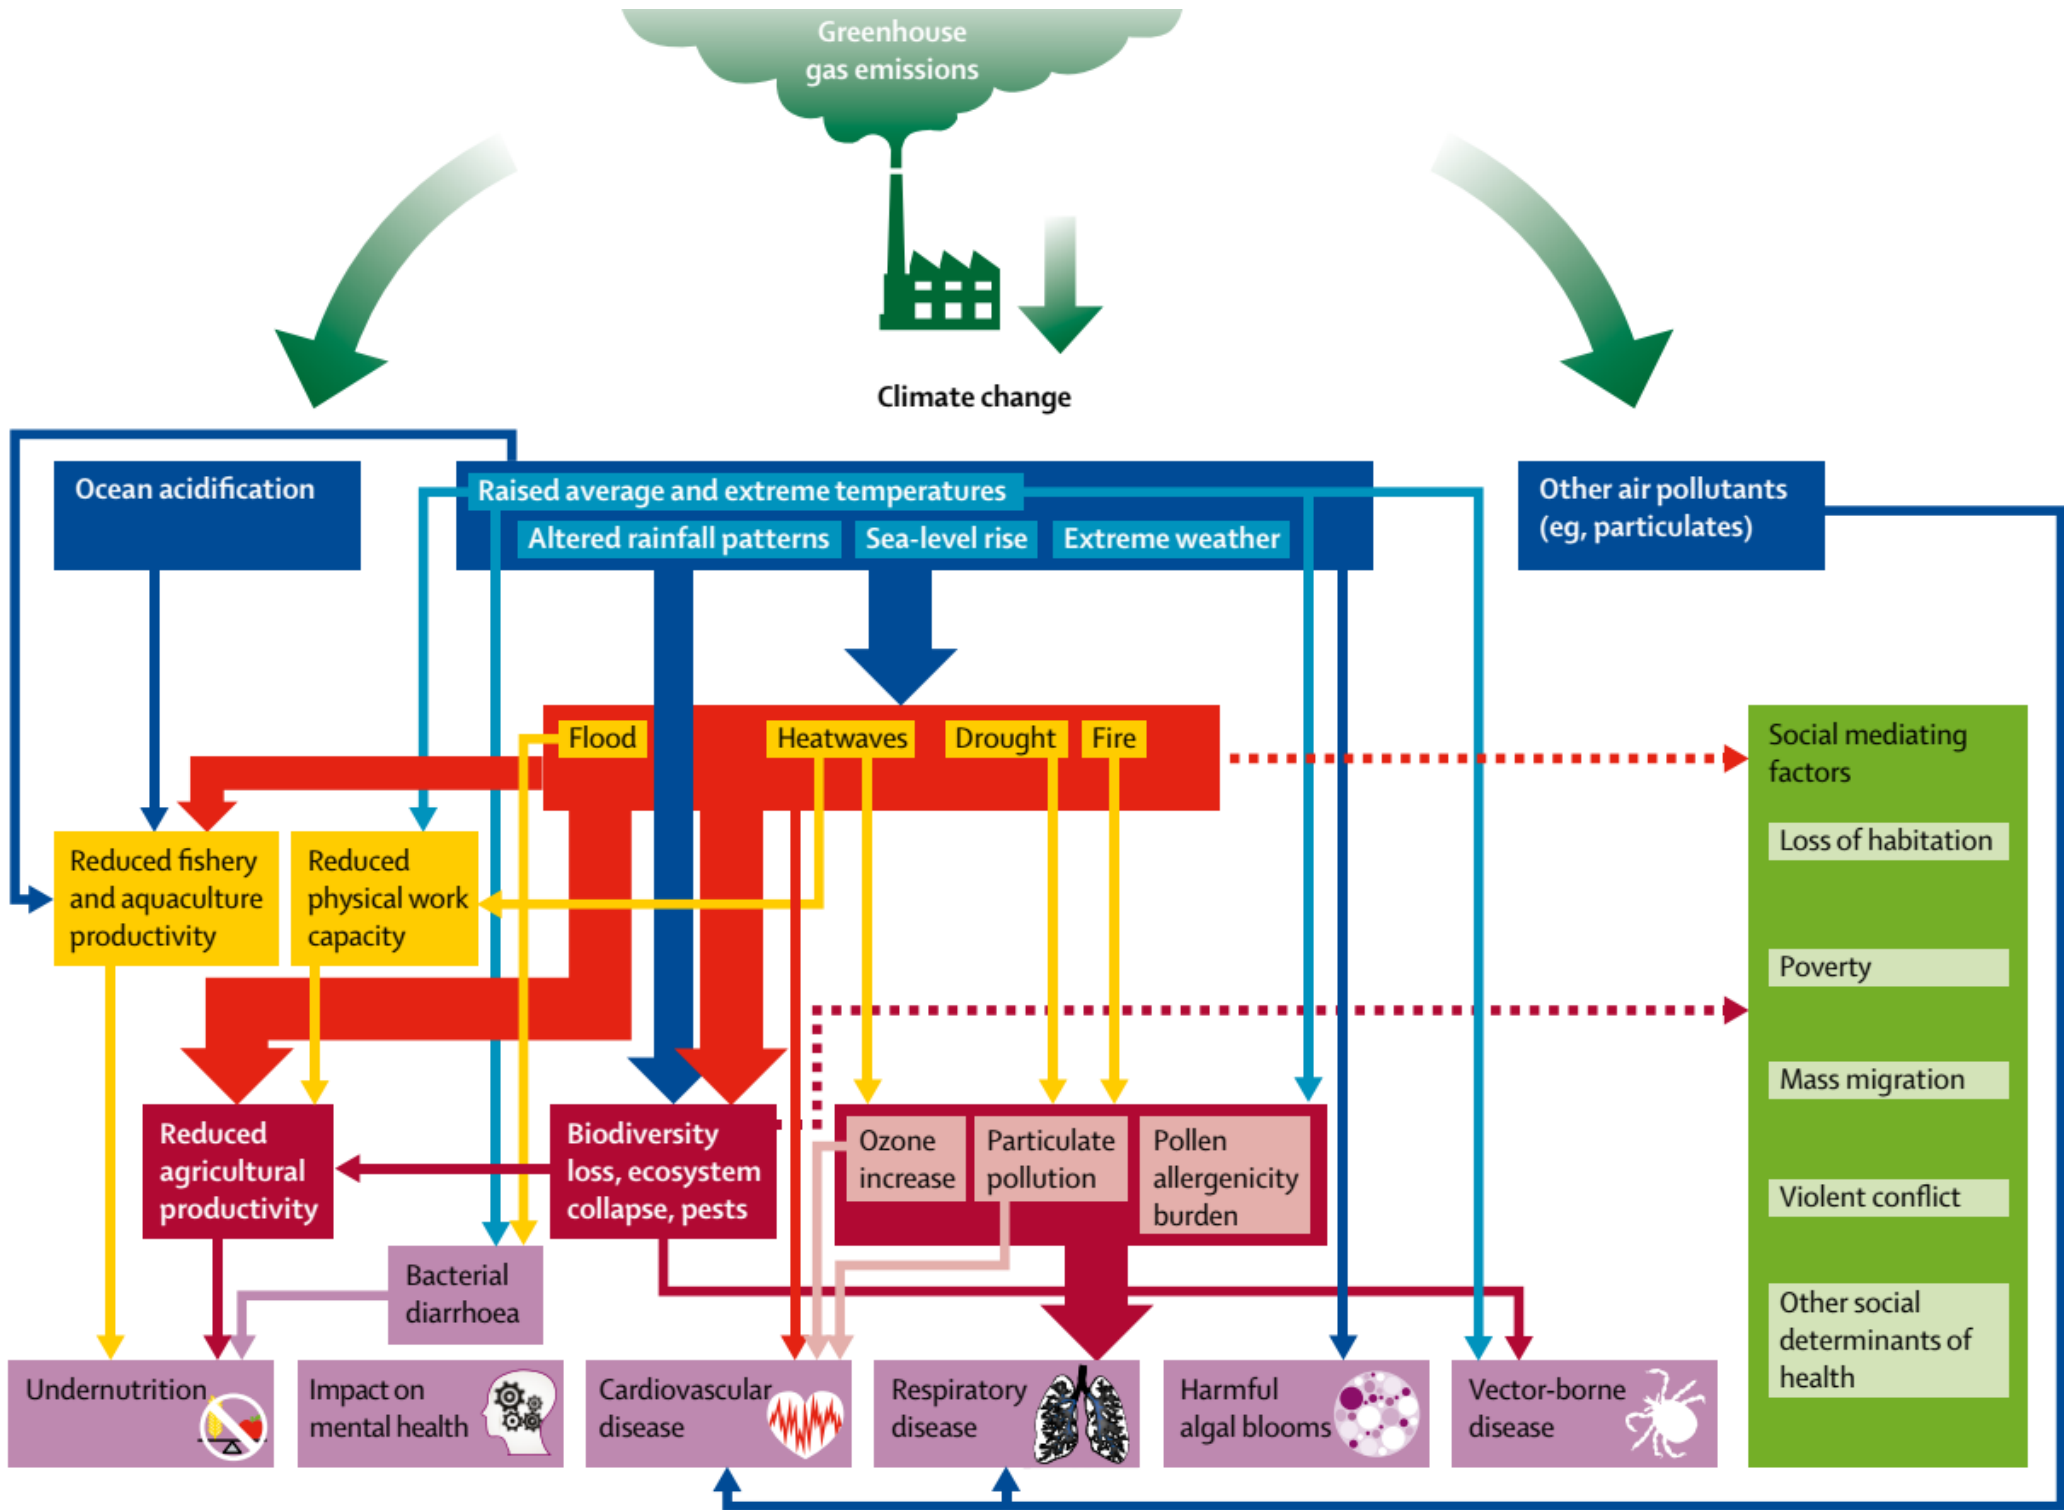 Greenhouse
gas emissions
Climate change
Ocean acidification
Raised average and extreme temperatures
Altered rainfall patterns
Sea-level rise
Extreme weather
Other air pollutants
(eg, particulates)
Flood
Heatwaves
Drought
Fire
Social mediating
factors
Loss of habitation
Poverty
Mass migration
Violent conflict
Other social
determinants of
health
Reduced fishery
and aquaculture
productivity
Reduced
physical work
capacity
Reduced
agricultural
productivity
Biodiversity
loss, ecosystem
collapse, pests
Ozone
increase
Particulate
pollution
Pollen
allergenicity
burden
Bacterial
diarrhoea
Undernutrition
Impact on
mental health
Cardiovascular
disease
Respiratory
disease
Harmful
algal blooms
Vector-borne
disease